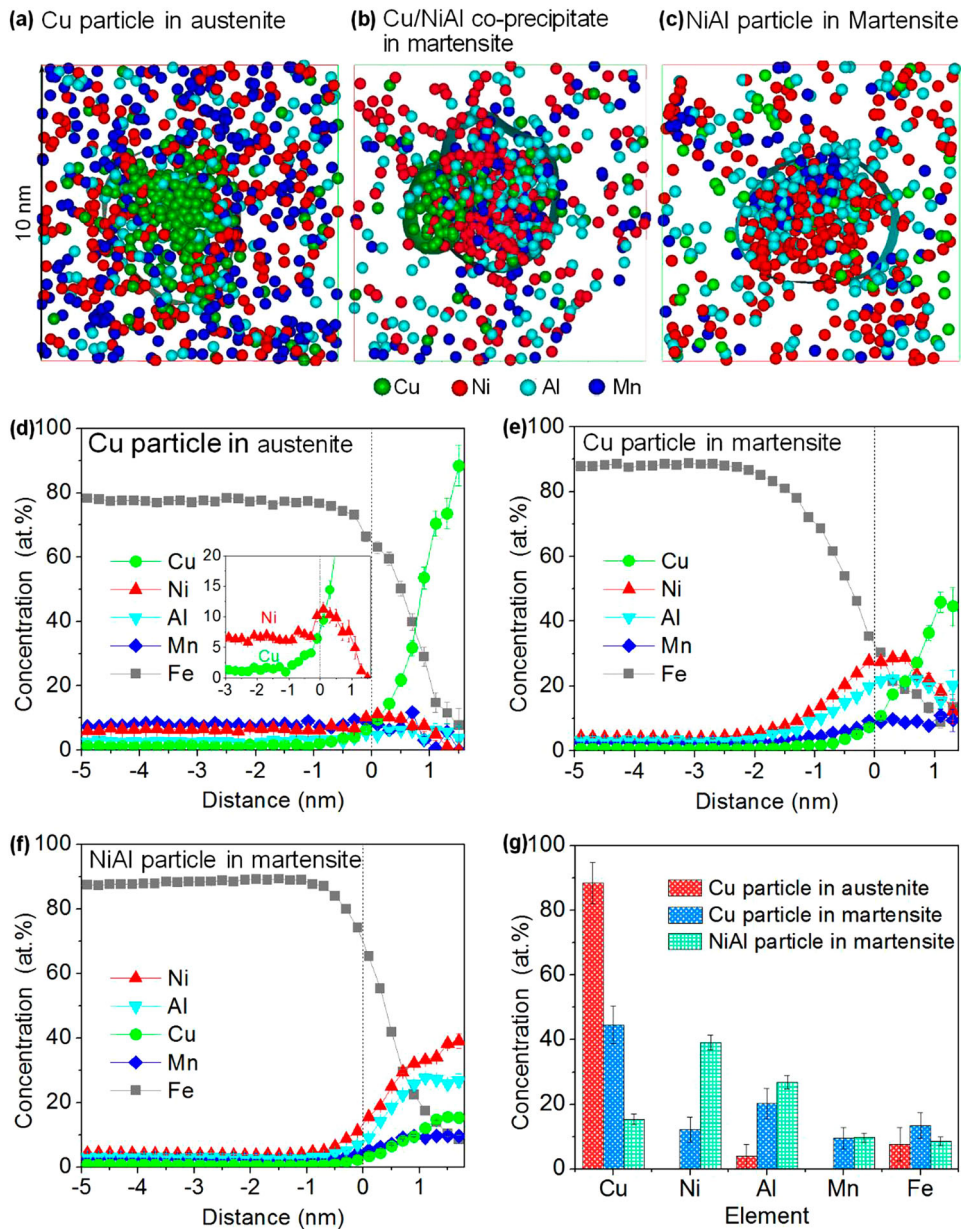 (a) Cu particle in austenite
(b) Cu/NiAl co-precipitate
in martensite
(c) NiAl particle in Martensite
10 nm
Cu Ni Al Mn
(d) 100
Cu particle in austenite
80
60
40
20
0
Concentration (at.%)
Cu
Ni
Al
Mn
Fe
20
15
10
5
0
Ni
Cu
-3 -2 -1 0 1
-5 -4 -3 -2 -1 0 1
Distance (nm)
(e) 100
Cu particle in martensite
80
60
40
20
0
Concentration (at.%)
Cu
Ni
Al
Mn
Fe
-5 -4 -3 -2 -1 0 1
Distance (nm)
(f) 100
NiAl particle in martensite
80
60
40
20
0
Concentration (at.%)
Ni
Al
Cu
Mn
Fe
-5 -4 -3 -2 -1 0 1
Distance (nm)
(g) 100
80
60
40
20
0
Concentration (at.%)
Cu particle in austenite
Cu particle in martensite
NiAl particle in martensite
Cu Ni Al Mn Fe
Element